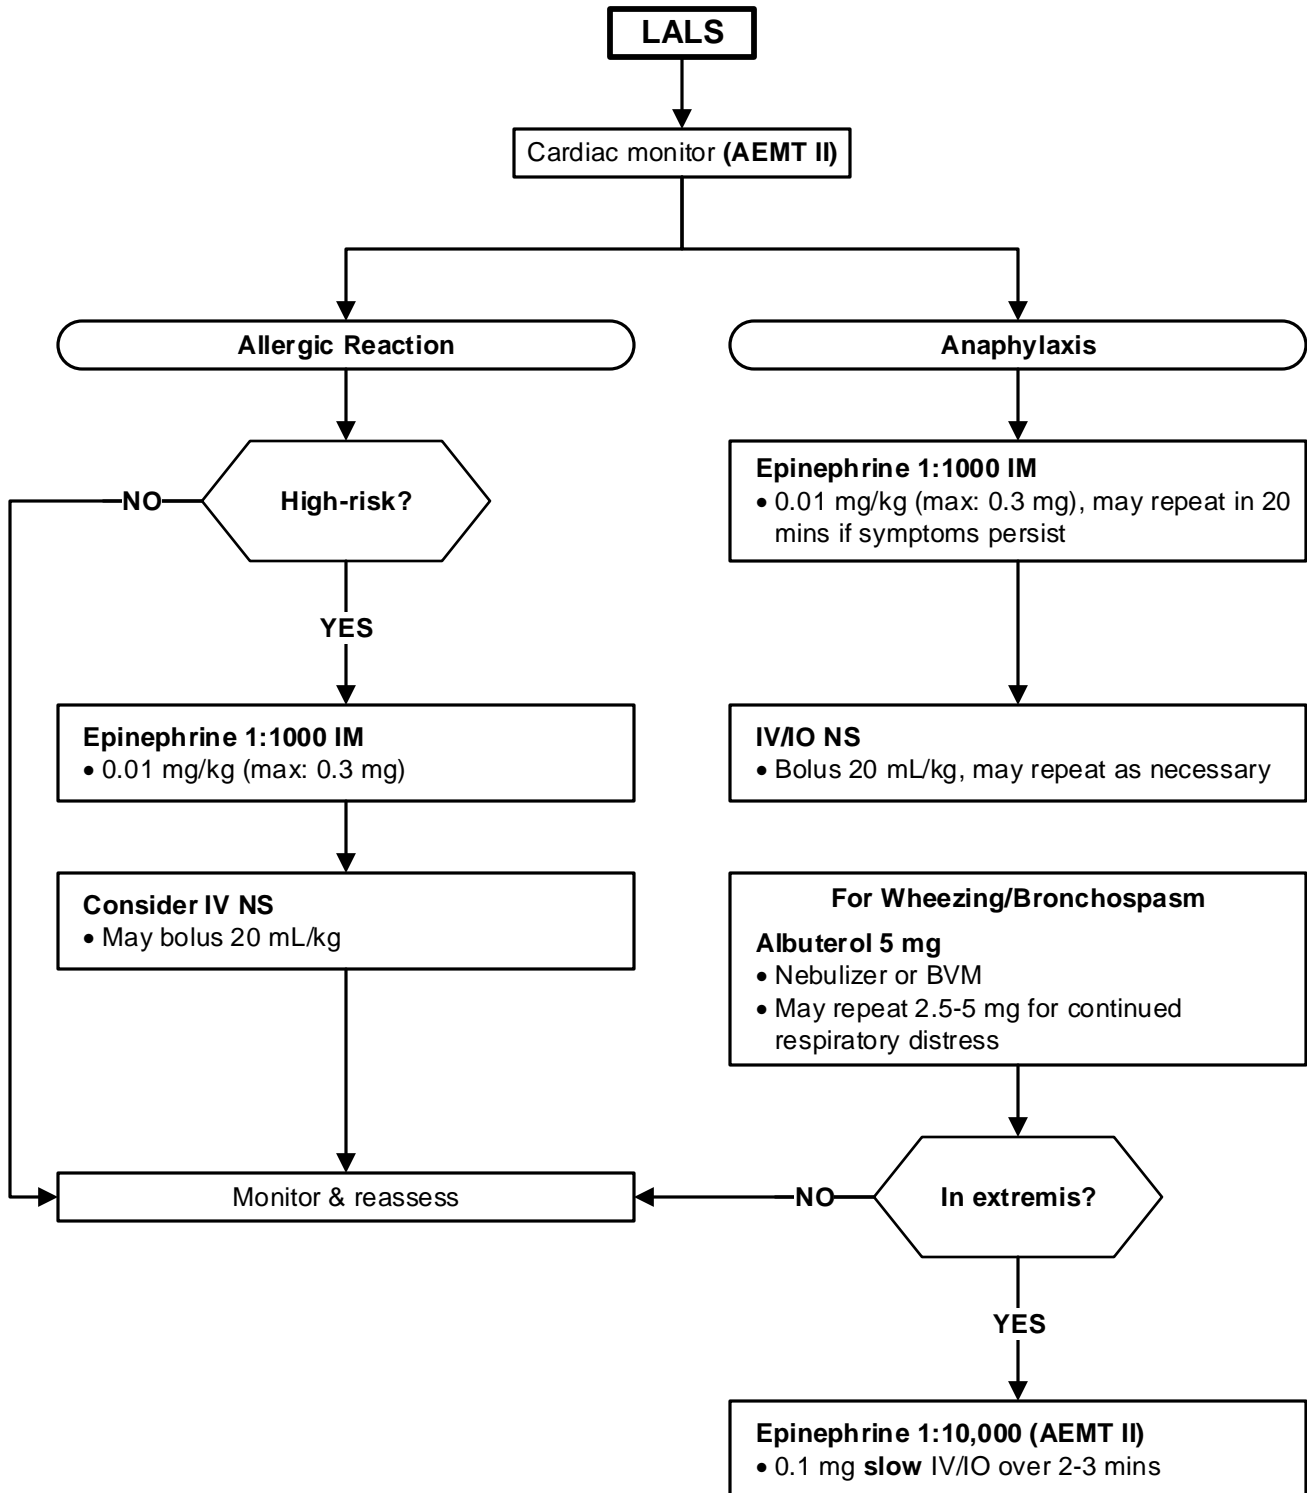 LALS
Cardiac monitor (AEMT II)
Allergic Reaction
High-risk?
NO
YES
Epinephrine 1:1000 IM
• 0.01 mg/kg (max: 0.3 mg)
Consider IV NS
• May bolus 20 mL/kg
Monitor & reassess
Anaphylaxis
Epinephrine 1:1000 IM
• 0.01 mg/kg (max: 0.3 mg), may repeat in 20
mins if symptoms persist
IV/IO NS
• Bolus 20 mL/kg, may repeat as necessary
For Wheezing/Bronchospasm
Albuterol 5 mg
• Nebulizer or BVM
• May repeat 2.5-5 mg for continued
respiratory distress
In extremis?
NO
YES
Epinephrine 1:10,000 (AEMT II)
• 0.1 mg slow IV/IO over 2-3 mins